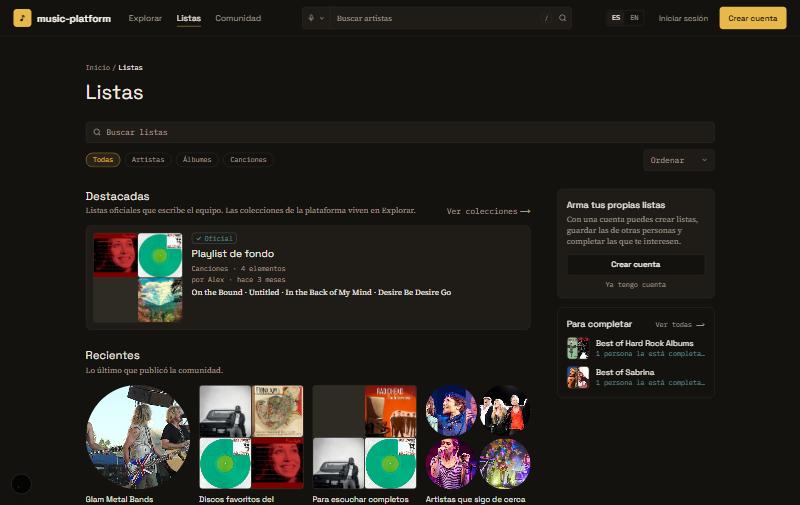 music-platform
Explorar
Listas
Comunidad
Buscar artistas
/
ES
EN
Iniciar sesión
Crear cuenta
Inicio / Listas
Listas
Buscar listas
Todas
Artistas
Álbumes
Canciones
Ordenar
Destacadas
Listas oficiales que escribe el equipo. Las colecciones de la plataforma viven en Explorar.
Ver colecciones →
✓ Oficial
Playlist de fondo
Canciones · 4 elementos
por Alex · hace 3 meses
On the Bound · Untitled · In the Back of My Mind · Desire Be Desire Go
Recientes
Lo último que publicó la comunidad.
RADIOHEAD
Glam Metal Bands
Discos favoritos del
Para escuchar completos
Artistas que sigo de cerca
Arma tus propias listas
Con una cuenta puedes crear listas,
guardar las de otras personas y
completar las que te interesen.
Crear cuenta
Ya tengo cuenta
Para completar
Ver todas →
Best of Hard Rock Albums
1 persona la está completa…
Best of Sabrina
1 persona la está completa…